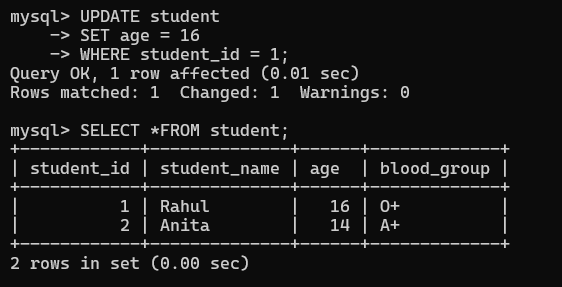 mysql> UPDATE student
    -> SET age = 16
    -> WHERE student_id = 1;
Query OK, 1 row affected (0.01 sec)
Rows matched: 1  Changed: 1  Warnings: 0

mysql> SELECT *FROM student;
+------------+--------------+------+-------------+
| student_id | student_name | age  | blood_group |
+------------+--------------+------+-------------+
|          1 | Rahul        |   16 | O+          |
|          2 | Anita        |   14 | A+          |
+------------+--------------+------+-------------+
2 rows in set (0.00 sec)